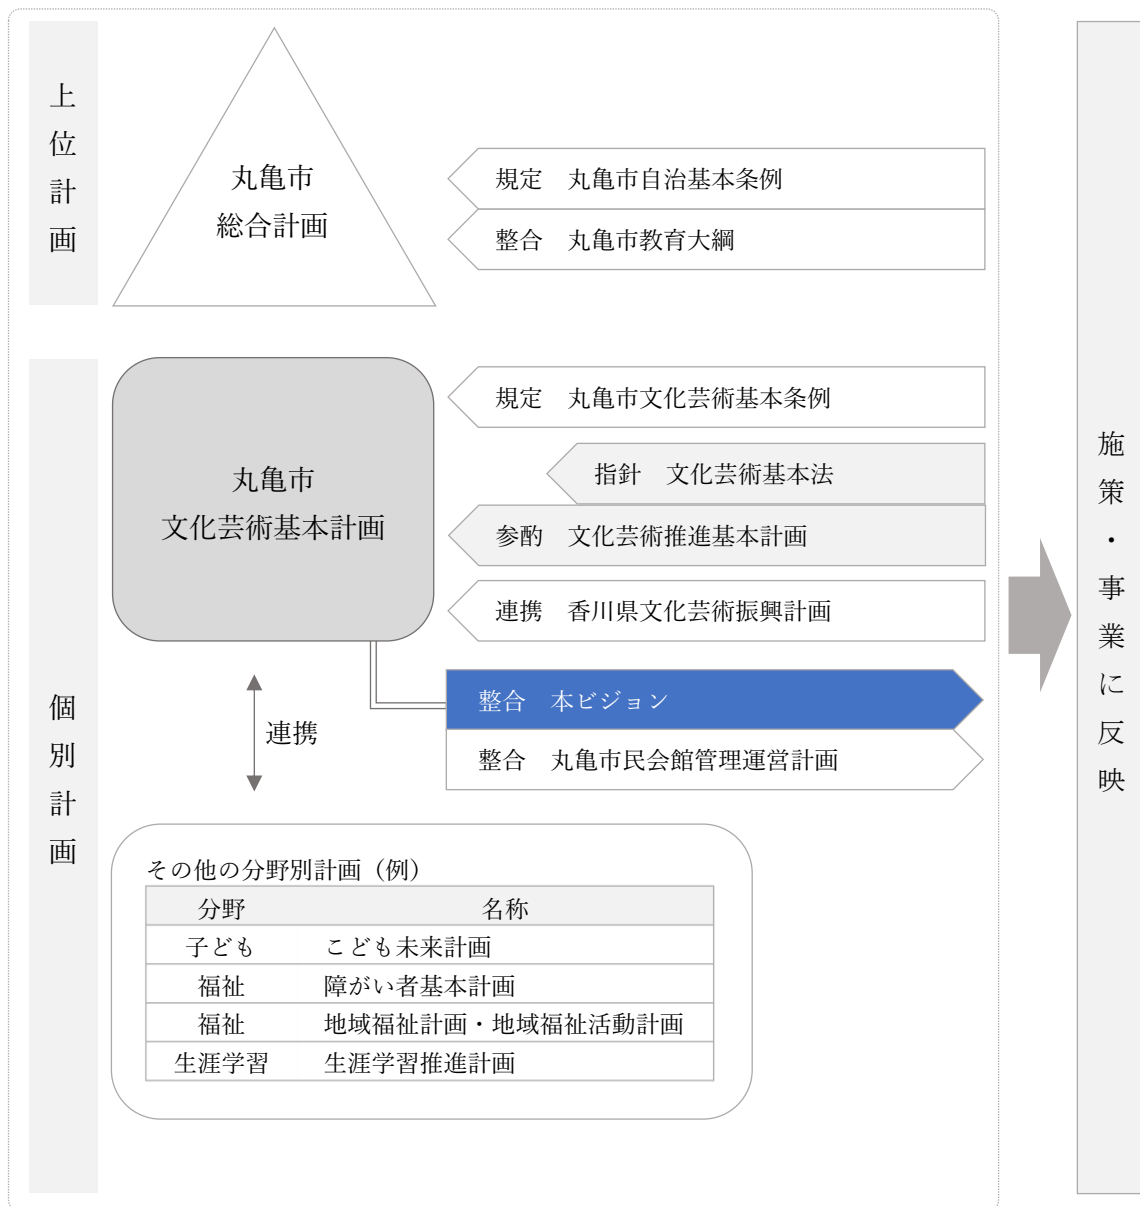 上位計画
丸亀市
総合計画
規定　丸亀市自治基本条例
整合　丸亀市教育大綱
個別計画
丸亀市
文化芸術基本計画
規定　丸亀市文化芸術基本条例
指針　文化芸術基本法
参酌　文化芸術推進基本計画
連携　香川県文化芸術振興計画
整合　本ビジョン
整合　丸亀市民会館管理運営計画
連携
その他の分野別計画（例）
分野　名称
子ども　こども未来計画
福祉　障がい者基本計画
福祉　地域福祉計画・地域福祉活動計画
生涯学習　生涯学習推進計画
施策・事業に反映